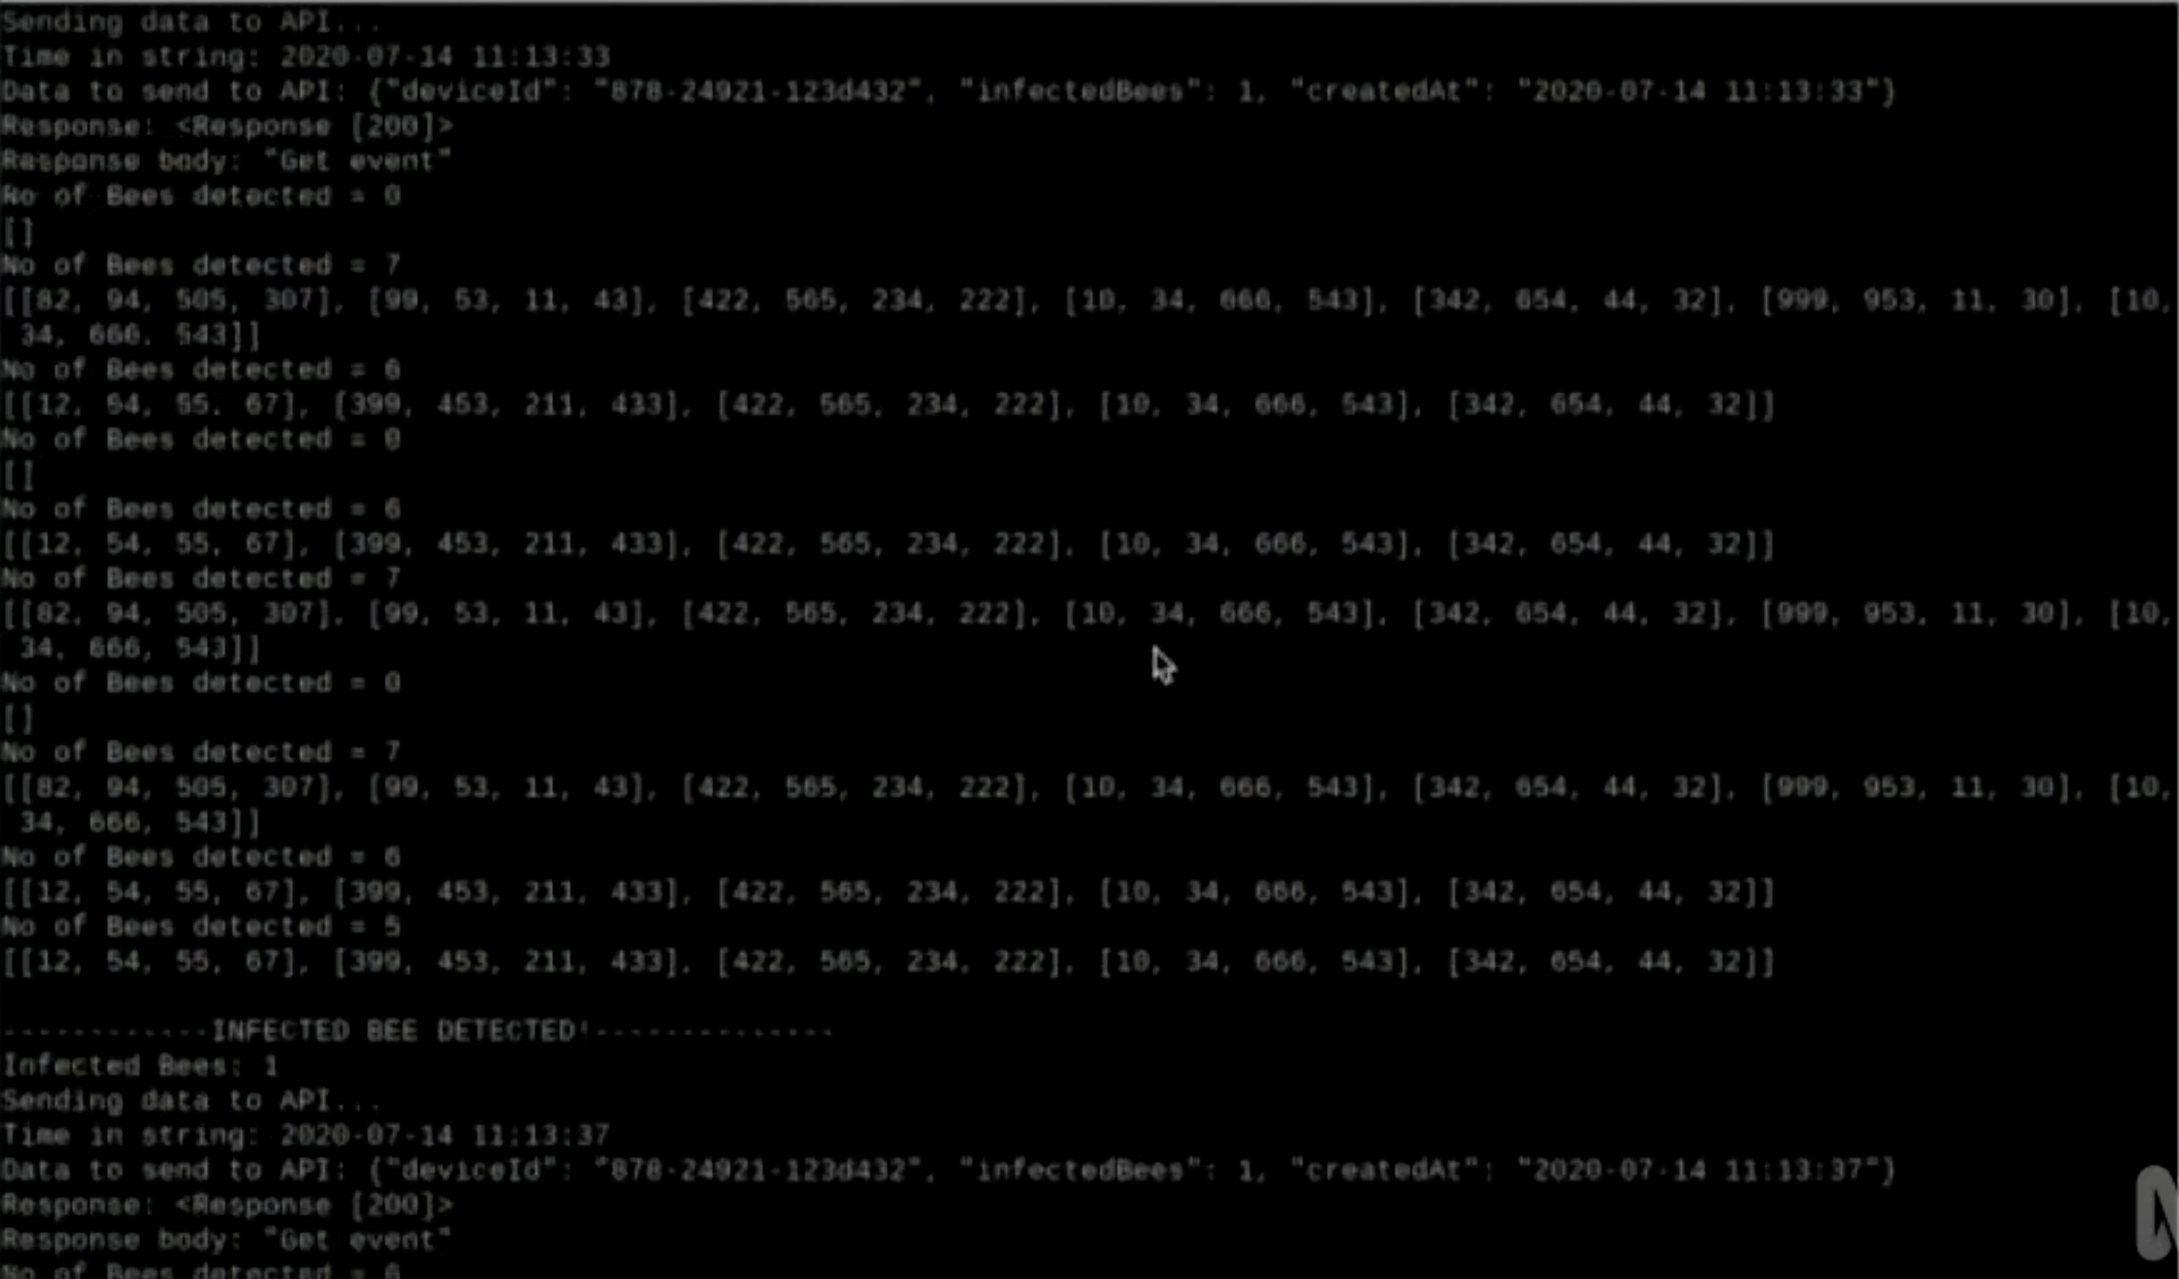 Sending data to API...
Time in string: 2020-07-14 11:13:33
Data to send to API: {"deviceId": "878-24921-123d432", "infectedBees": 1, "createdAt": "2020-07-14 11:13:33"}
Response: <Response [200]>
Response body: "Get event"
No of Bees detected = 0
[]
No of Bees detected = 7
[[82, 94, 505, 307], [99, 53, 11, 43], [422, 565, 234, 222], [10, 34, 666, 543], [342, 654, 44, 32], [999, 953, 11, 30], [10,
34, 666, 543]]
No of Bees detected = 6
[[12, 54, 55, 67], [399, 453, 211, 433], [422, 565, 234, 222], [10, 34, 666, 543], [342, 654, 44, 32]]
No of Bees detected = 0
[]
No of Bees detected = 6
[[12, 54, 55, 67], [399, 453, 211, 433], [422, 565, 234, 222], [10, 34, 666, 543], [342, 654, 44, 32]]
No of Bees detected = 7
[[82, 94, 505, 307], [99, 53, 11, 43], [422, 565, 234, 222], [10, 34, 666, 543], [342, 654, 44, 32], [999, 953, 11, 30], [10,
34, 666, 543]]
No of Bees detected = 0
[]
No of Bees detected = 7
[[82, 94, 505, 307], [99, 53, 11, 43], [422, 565, 234, 222], [10, 34, 666, 543], [342, 654, 44, 32], [999, 953, 11, 30], [10,
34, 666, 543]]
No of Bees detected = 6
[[12, 54, 55, 67], [399, 453, 211, 433], [422, 565, 234, 222], [10, 34, 666, 543], [342, 654, 44, 32]]
No of Bees detected = 5
[[12, 54, 55, 67], [399, 453, 211, 433], [422, 565, 234, 222], [10, 34, 666, 543], [342, 654, 44, 32]]
------------INFECTED BEE DETECTED!--------------
Infected Bees: 1
Sending data to API...
Time in string: 2020-07-14 11:13:37
Data to send to API: {"deviceId": "878-24921-123d432", "infectedBees": 1, "createdAt": "2020-07-14 11:13:37"}
Response: <Response [200]>
Response body: "Get event"
No of Bees detected = 6